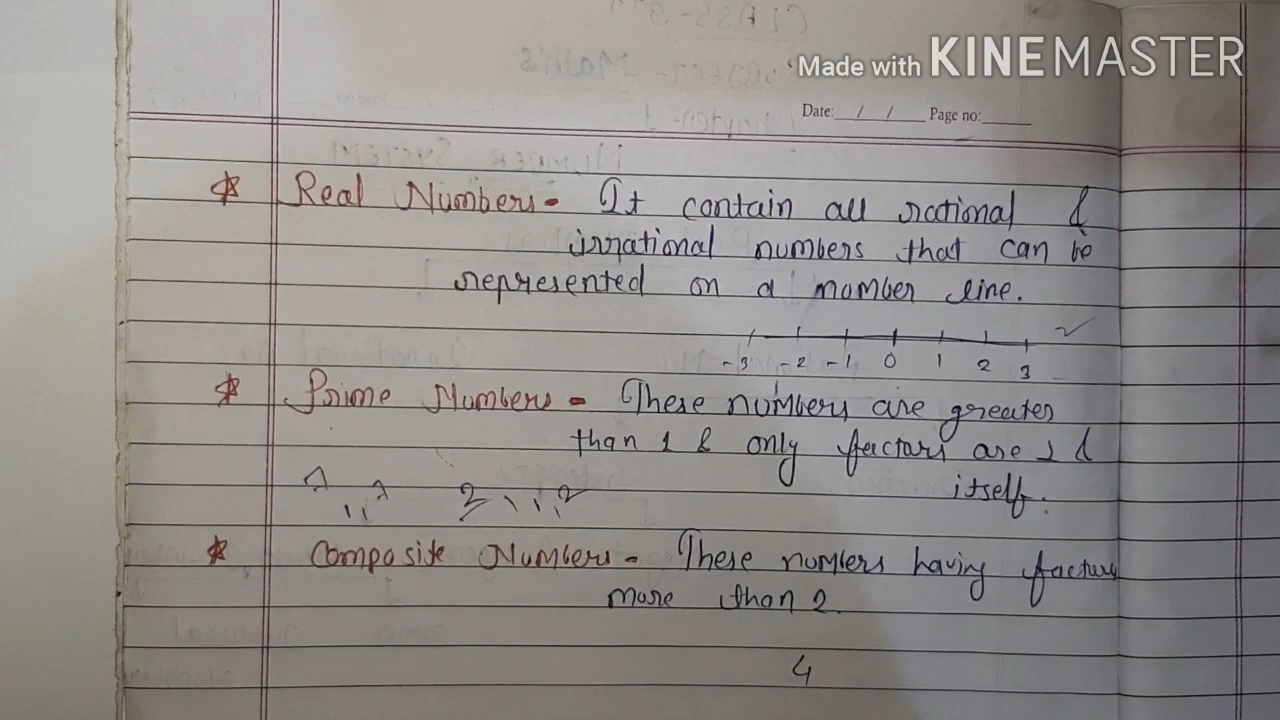 Made with KINEMASTER
Date: / / Page no:
Real Numbers - It contain all rational &
irrational numbers that can be
represented on a number line.
-3 -2 -1 0 1 2 3
Prime Numbers - These numbers are greater
than 1 & only factors are 1 &
itself.
Composite Numbers - These numbers having factors
more than 2.
4